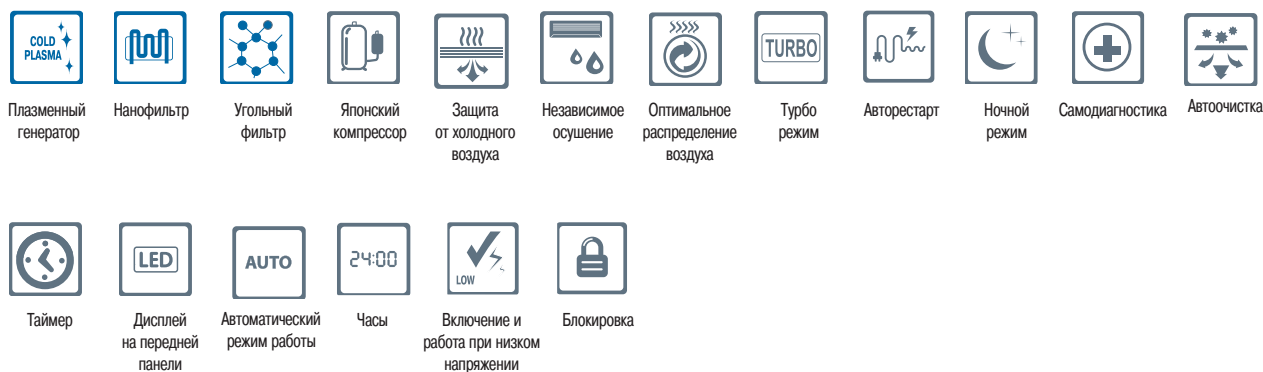 COLD
PLASMA
TURBO
Плазменный
генератор
Нанофильтр
Угольный
фильтр
Японский
компрессор
Защита
от холодного
воздуха
Независимое
осушение
Оптимальное
распределение
воздуха
Турбо
режим
Авторестарт
Ночной
режим
Самодиагностика
Автоочистка
LED
AUTO
24:00
LOW
Таймер
Дисплей
на передней
панели
Автоматический
режим работы
Часы
Включение и
работа при низком
напряжении
Блокировка